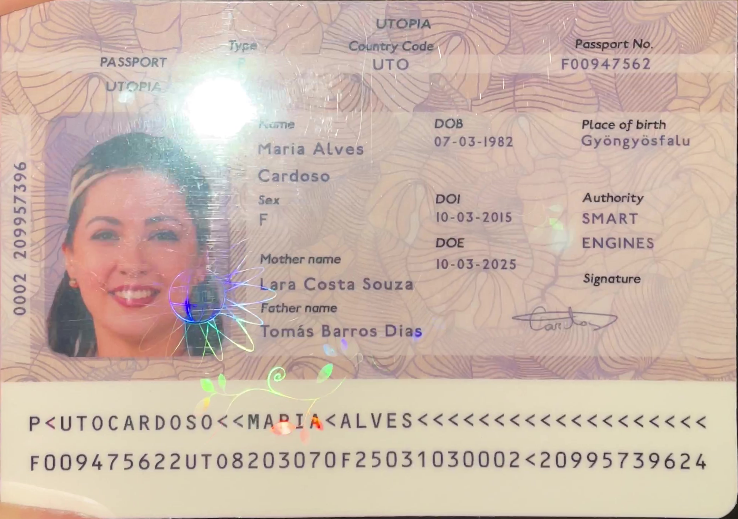 UTOPIA
Type Country Code Passport No.
PASSPORT UTO F00947562
UTOPIA
Name DOB Place of birth
Maria Alves 07-03-1982 Gyöngyösfalu
Cardoso
Sex DOI Authority
F 10-03-2015 SMART
DOE ENGINES
Mother name 10-03-2025
Lara Costa Souza Signature
Father name
Tomás Barros Dias
0002 209957396
P<UTOCARDOSO<<MARIA<ALVES<<<<<<<<<<<<<<<<<<<
F009475622UTO8203070F25031030002<20995739624